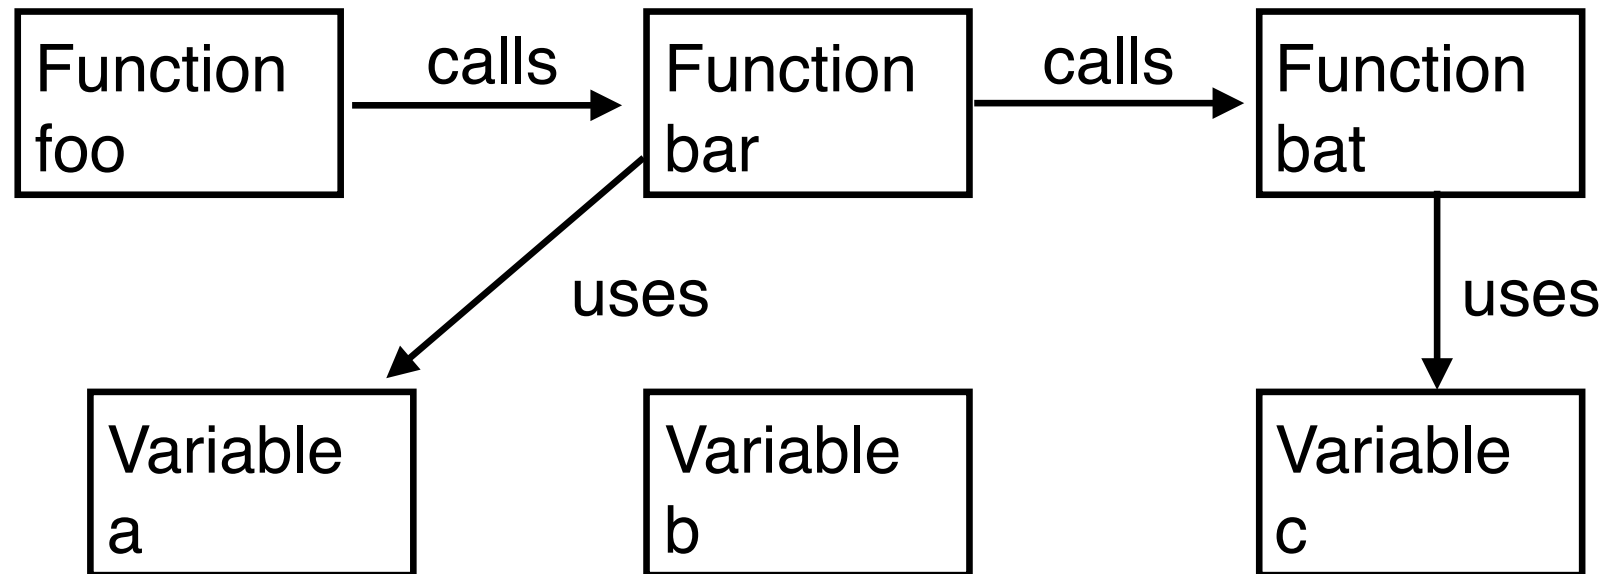 Function
foo
calls
Function
bar
calls
Function
bat
uses
uses
Variable
a
Variable
b
Variable
c